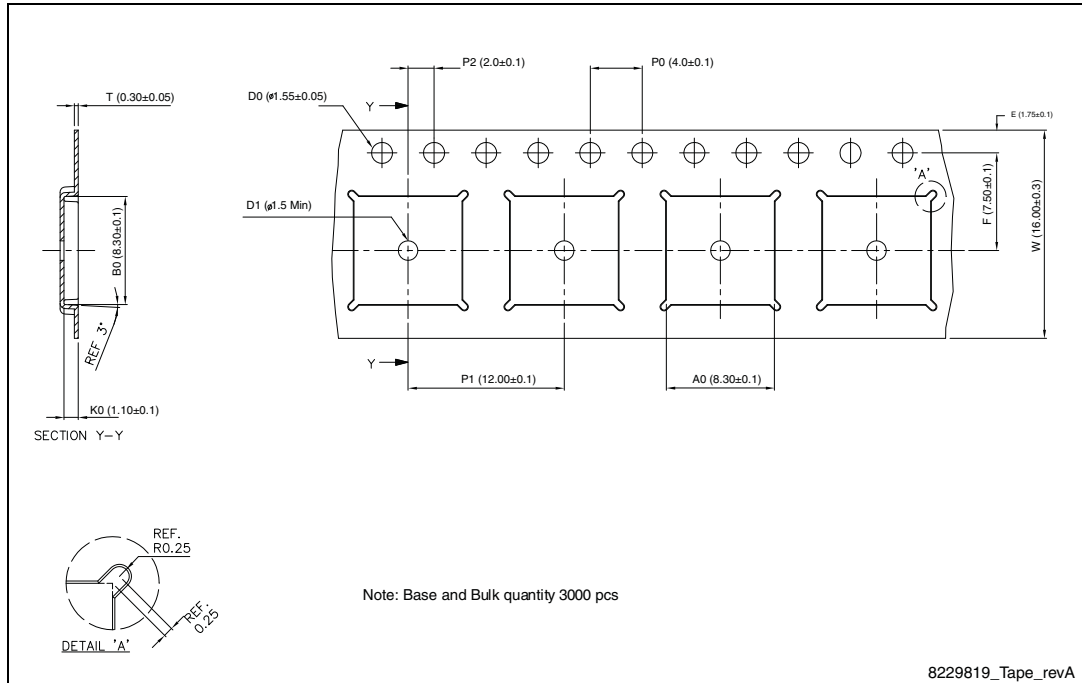 P2 (2.0±0.1)
P0 (4.0±0.1)
T (0.30±0.05)
D0 (ø1.55±0.05)
Y
E (1.75±0.1)
'A'
D1 (ø1.5 Min)
B0 (8.30±0.1)
F (7.50±0.1)
W (16.00±0.3)
REF 3°
Y
P1 (12.00±0.1)
A0 (8.30±0.1)
K0 (1.10±0.1)
SECTION Y-Y
REF.
R0.25
REF.
0.25
DETAIL 'A'
Note: Base and Bulk quantity 3000 pcs
8229819_Tape_revA